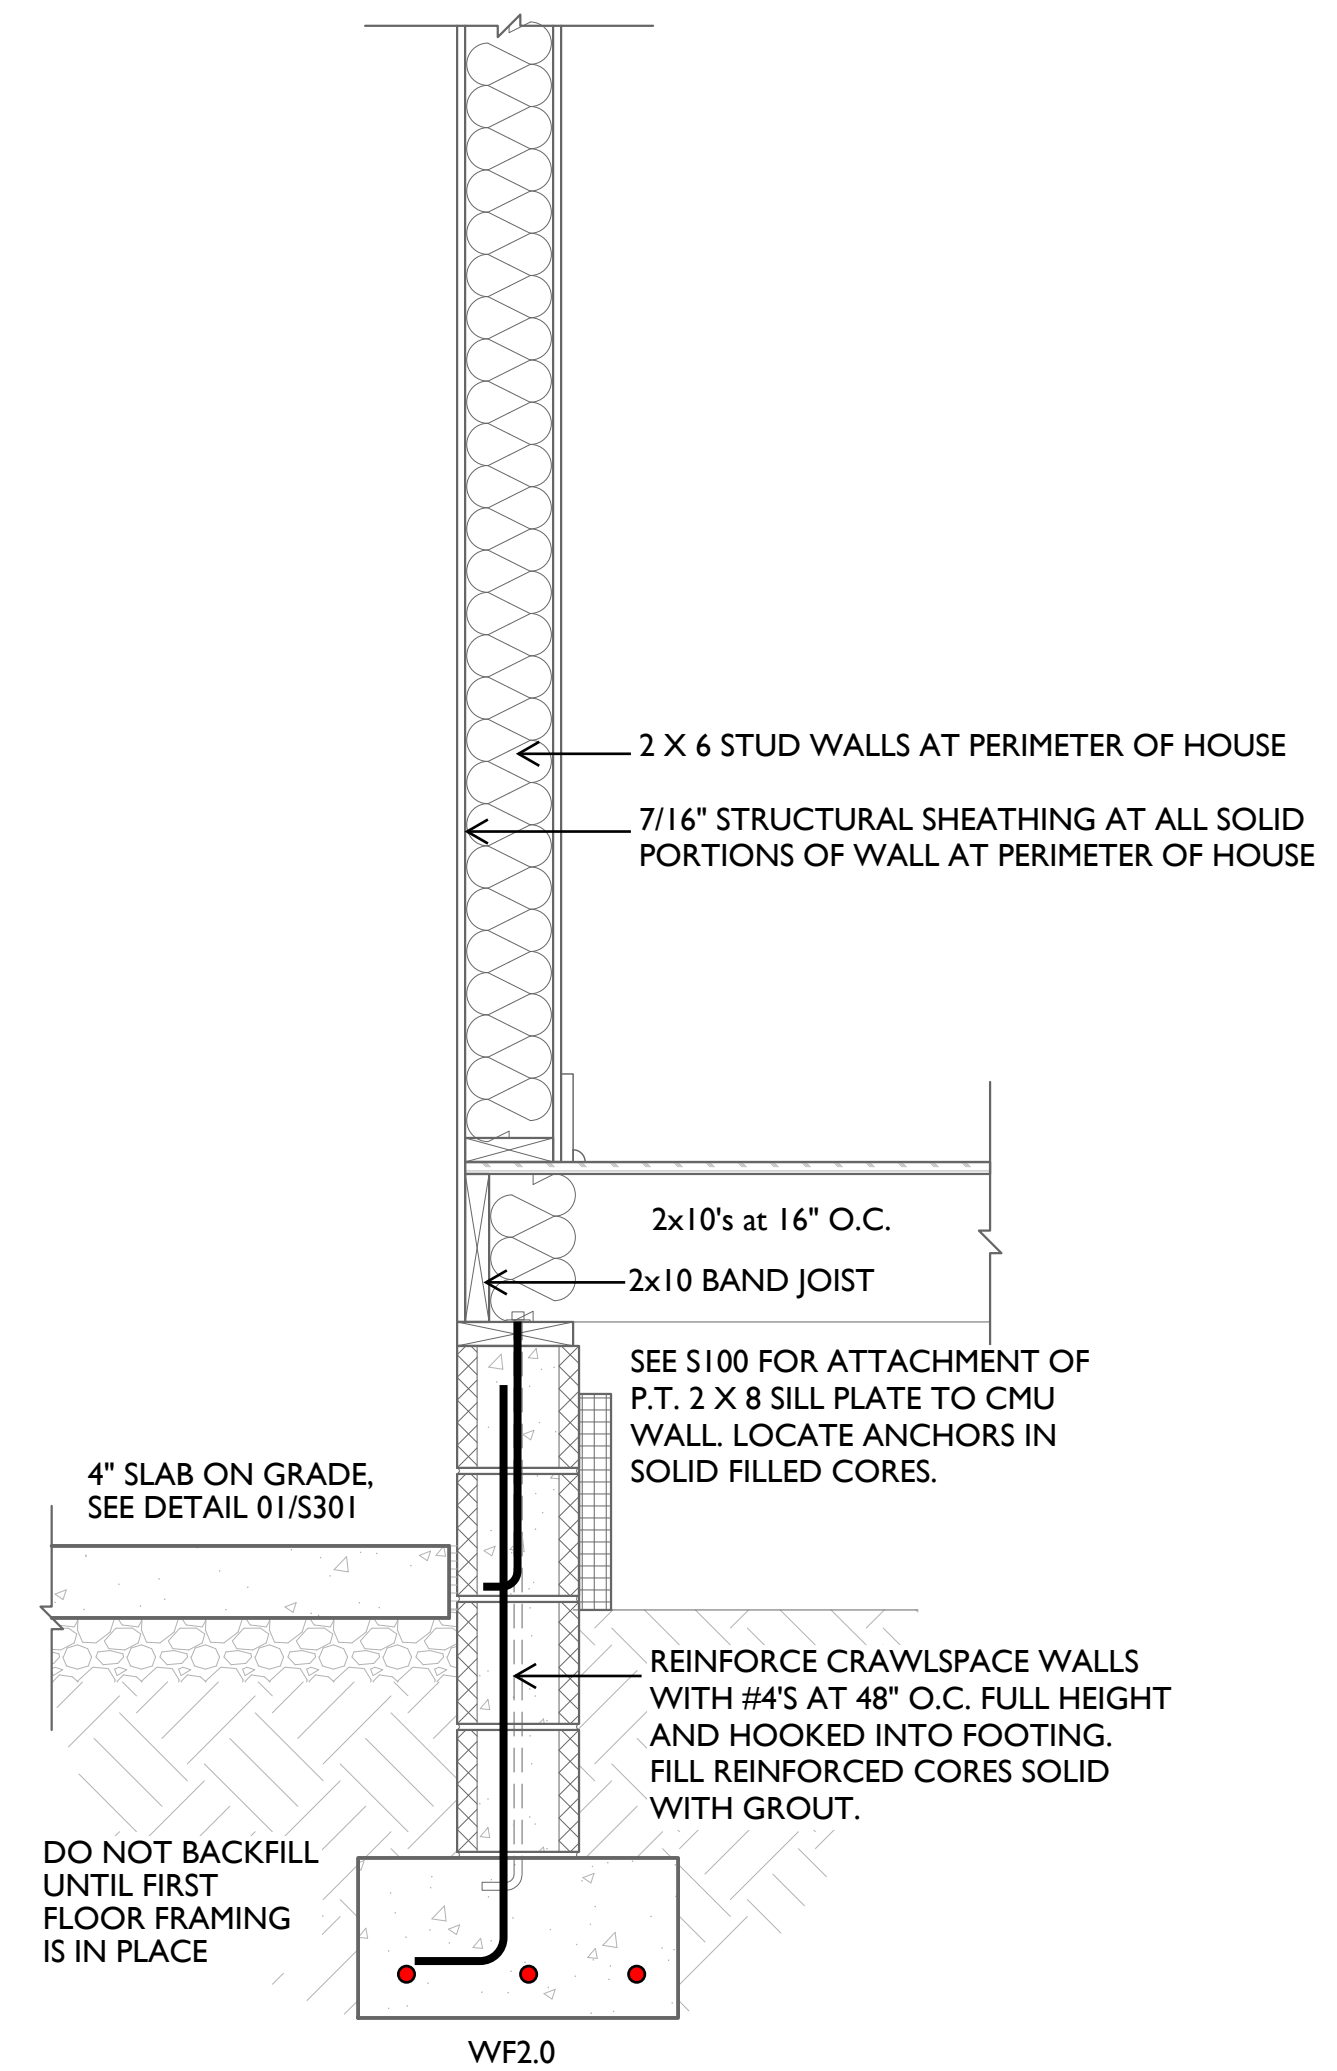 2 X 6 STUD WALLS AT PERIMETER OF HOUSE
7/16" STRUCTURAL SHEATHING AT ALL SOLID
PORTIONS OF WALL AT PERIMETER OF HOUSE
2x10's at 16" O.C.
2x10 BAND JOIST
SEE S100 FOR ATTACHMENT OF
P.T. 2 X 8 SILL PLATE TO CMU
WALL. LOCATE ANCHORS IN
SOLID FILLED CORES.
4" SLAB ON GRADE,
SEE DETAIL 01/S301
REINFORCE CRAWLSPACE WALLS
WITH #4'S AT 48" O.C. FULL HEIGHT
AND HOOKED INTO FOOTING.
FILL REINFORCED CORES SOLID
WITH GROUT.
DO NOT BACKFILL
UNTIL FIRST
FLOOR FRAMING
IS IN PLACE
WF2.0